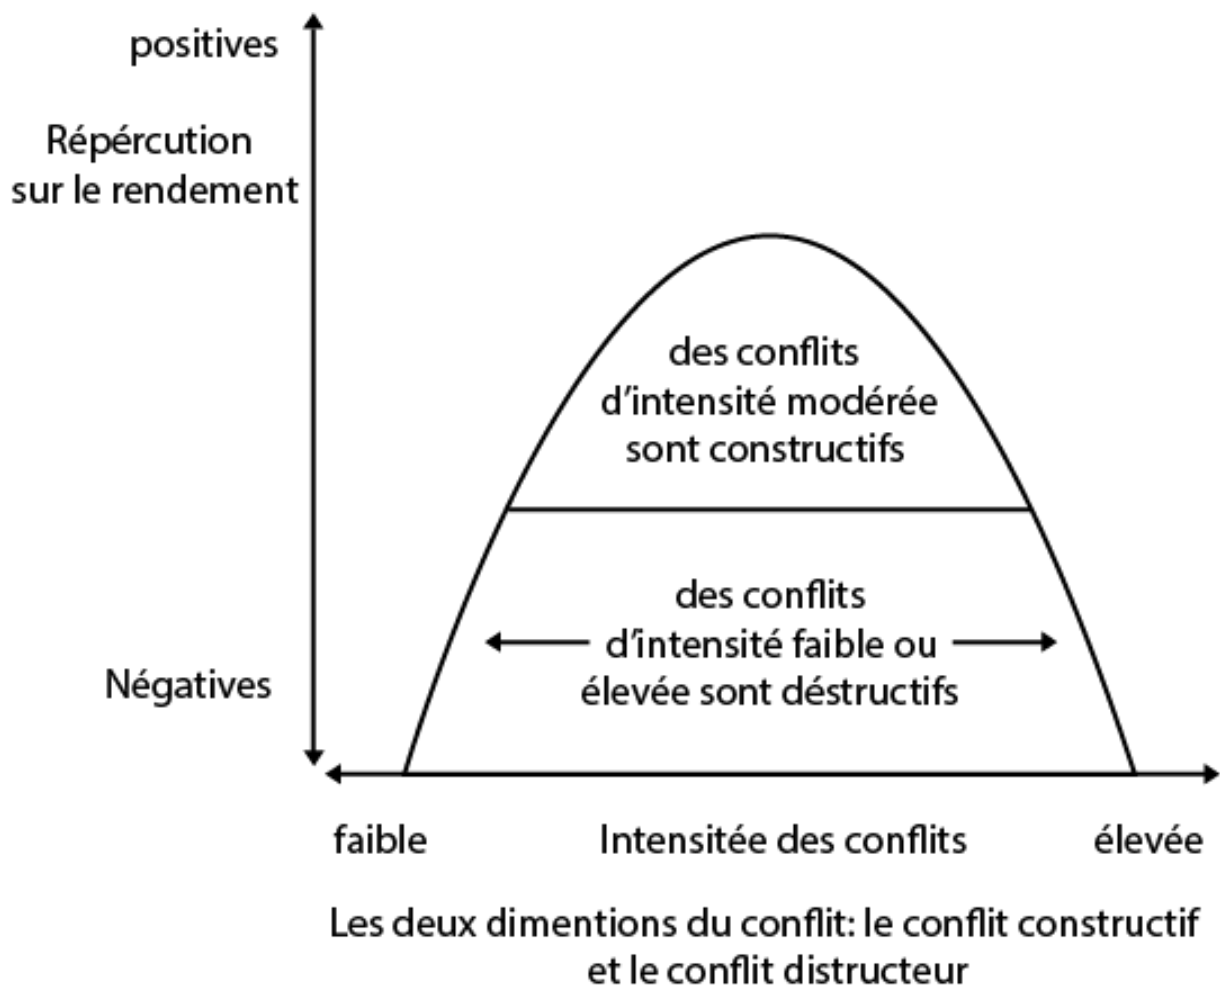 positives
Répércution
sur le rendement
des conflits
d'intensité modérée
sont constructifs
des conflits
d'intensité faible ou
élevée sont déstructifs
Négatives
faible
Intensitée des conflits
élevée
Les deux dimentions du conflit: le conflit constructif
et le conflit distructeur